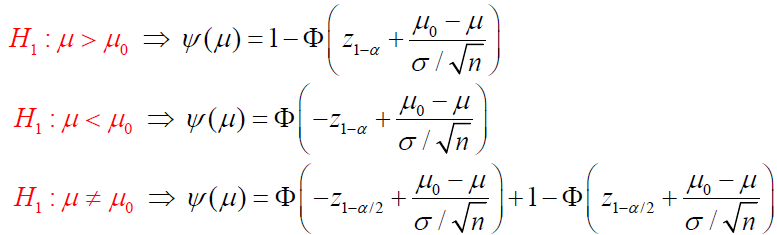 H₁ : μ > μ₀ ⇒ ψ(μ) = 1 − Φ( z₁₋α + (μ₀ − μ) / (σ / √n) )
H₁ : μ < μ₀ ⇒ ψ(μ) = Φ( −z₁₋α + (μ₀ − μ) / (σ / √n) )
H₁ : μ ≠ μ₀ ⇒ ψ(μ) = Φ( −z₁₋α/₂ + (μ₀ − μ) / (σ / √n) ) + 1 − Φ( z₁₋α/₂ + (μ₀ − μ) / (σ / √n) )